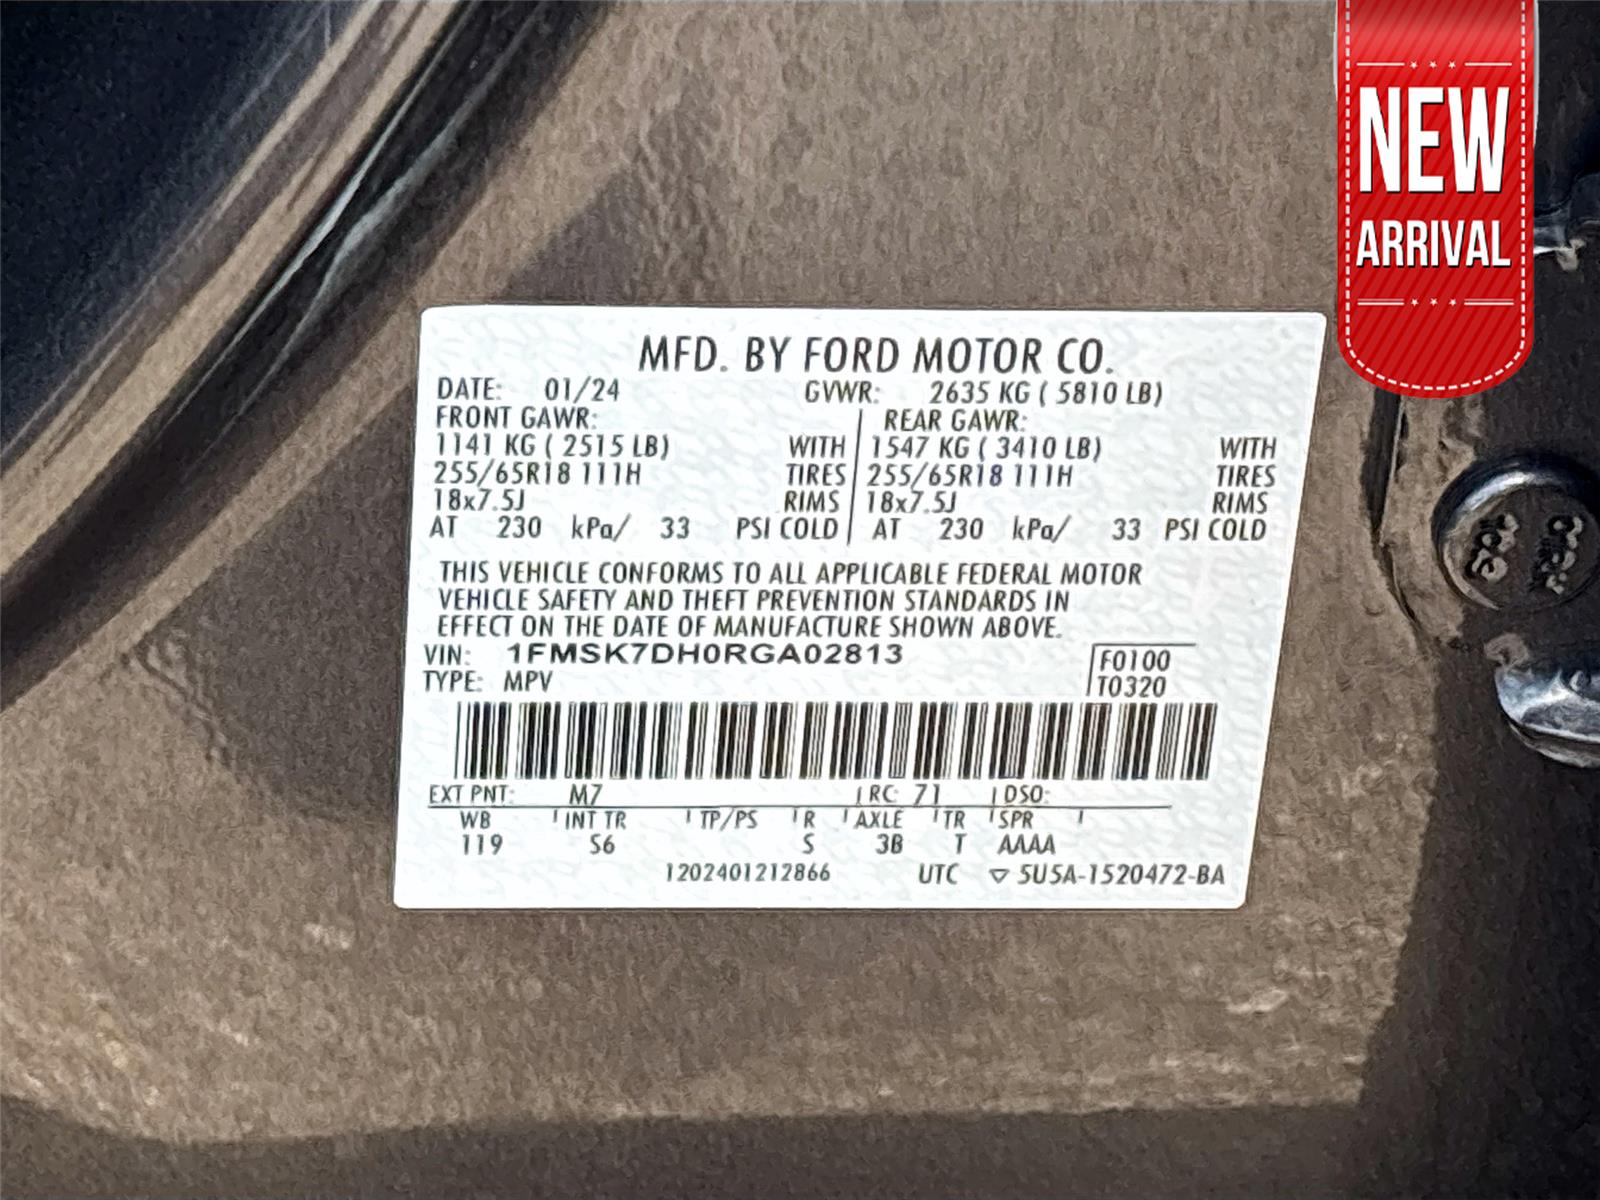 NEW
ARRIVAL
MFD. BY FORD MOTOR CO.
DATE: 01/24 GVWR: 2635 KG ( 5810 LB)
FRONT GAWR: REAR GAWR:
1141 KG ( 2515 LB) WITH 1547 KG ( 3410 LB) WITH
255/65R18 111H TIRES 255/65R18 111H TIRES
18x7.5J RIMS 18x7.5J RIMS
AT 230 kPa/ 33 PSI COLD AT 230 kPa/ 33 PSI COLD
THIS VEHICLE CONFORMS TO ALL APPLICABLE FEDERAL MOTOR
VEHICLE SAFETY AND THEFT PREVENTION STANDARDS IN
EFFECT ON THE DATE OF MANUFACTURE SHOWN ABOVE.
VIN: 1FMSK7DH0RGA02813 F0100
TYPE: MPV T0320
EXT PNT: M7 RC: 71 DSO:
WB INT TR TP/PS R AXLE TR SPR
119 S6 S 3B T AAAA
1202401212866 UTC ▽ 5U5A-1520472-BA